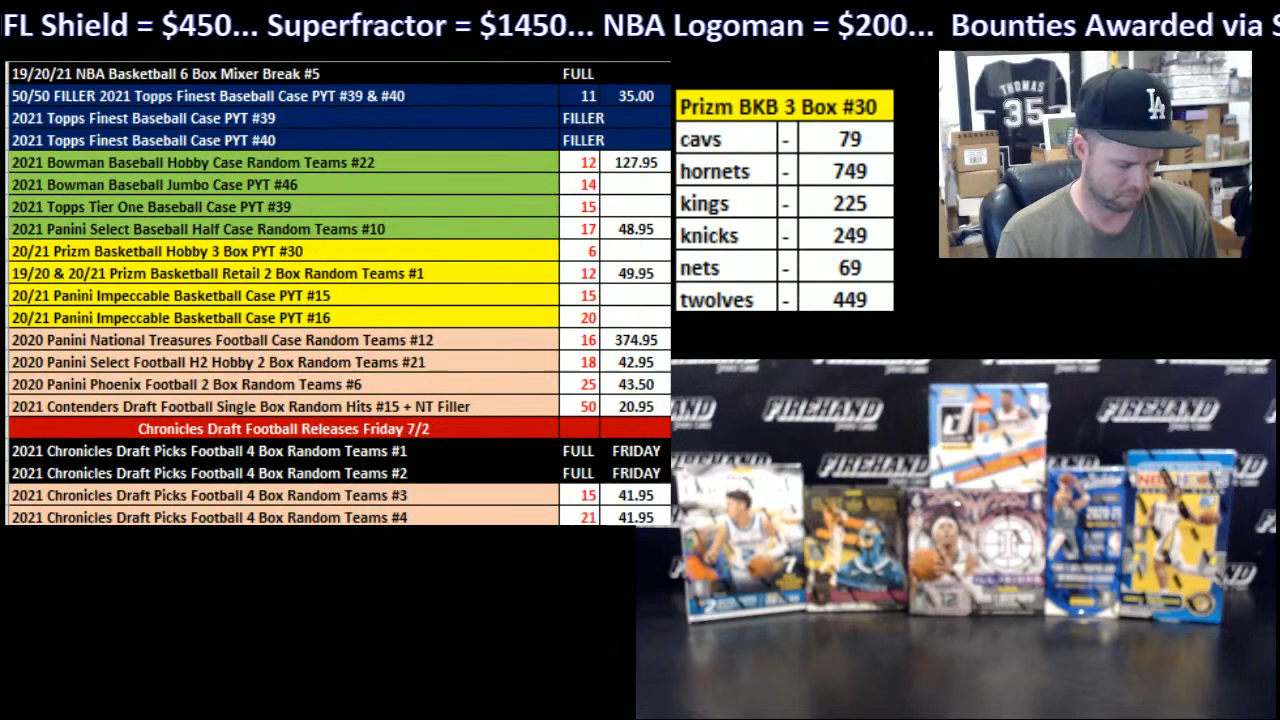 FL Shield = $450... Superfractor = $1450... NBA Logoman = $200... Bounties Awarded via S
19/20/21 NBA Basketball 6 Box Mixer Break #5 FULL
50/50 FILLER 2021 Topps Finest Baseball Case PYT #39 & #40 11 35.00
2021 Topps Finest Baseball Case PYT #39 FILLER
2021 Topps Finest Baseball Case PYT #40 FILLER
2021 Bowman Baseball Hobby Case Random Teams #22 12 127.95
2021 Bowman Baseball Jumbo Case PYT #46 14
2021 Topps Tier One Baseball Case PYT #39 15
2021 Panini Select Baseball Half Case Random Teams #10 17 48.95
20/21 Prizm Basketball Hobby 3 Box PYT #30 6
19/20 & 20/21 Prizm Basketball Retail 2 Box Random Teams #1 12 49.95
20/21 Panini Impeccable Basketball Case PYT #15 15
20/21 Panini Impeccable Basketball Case PYT #16 20
2020 Panini National Treasures Football Case Random Teams #12 16 374.95
2020 Panini Select Football H2 Hobby 2 Box Random Teams #21 18 42.95
2020 Panini Phoenix Football 2 Box Random Teams #6 25 43.50
2021 Contenders Draft Football Single Box Random Hits #15 + NT Filler 50 20.95
Chronicles Draft Football Releases Friday 7/2
2021 Chronicles Draft Picks Football 4 Box Random Teams #1 FULL FRIDAY
2021 Chronicles Draft Picks Football 4 Box Random Teams #2 FULL FRIDAY
2021 Chronicles Draft Picks Football 4 Box Random Teams #3 15 41.95
2021 Chronicles Draft Picks Football 4 Box Random Teams #4 21 41.95
Prizm BKB 3 Box #30
cavs - 79
hornets - 749
kings - 225
knicks - 249
nets - 69
twolves - 449
THOMAS
35
LA
FIREHAND
FIREHAND
FIREHAND
FIREHAND
2020-21
12